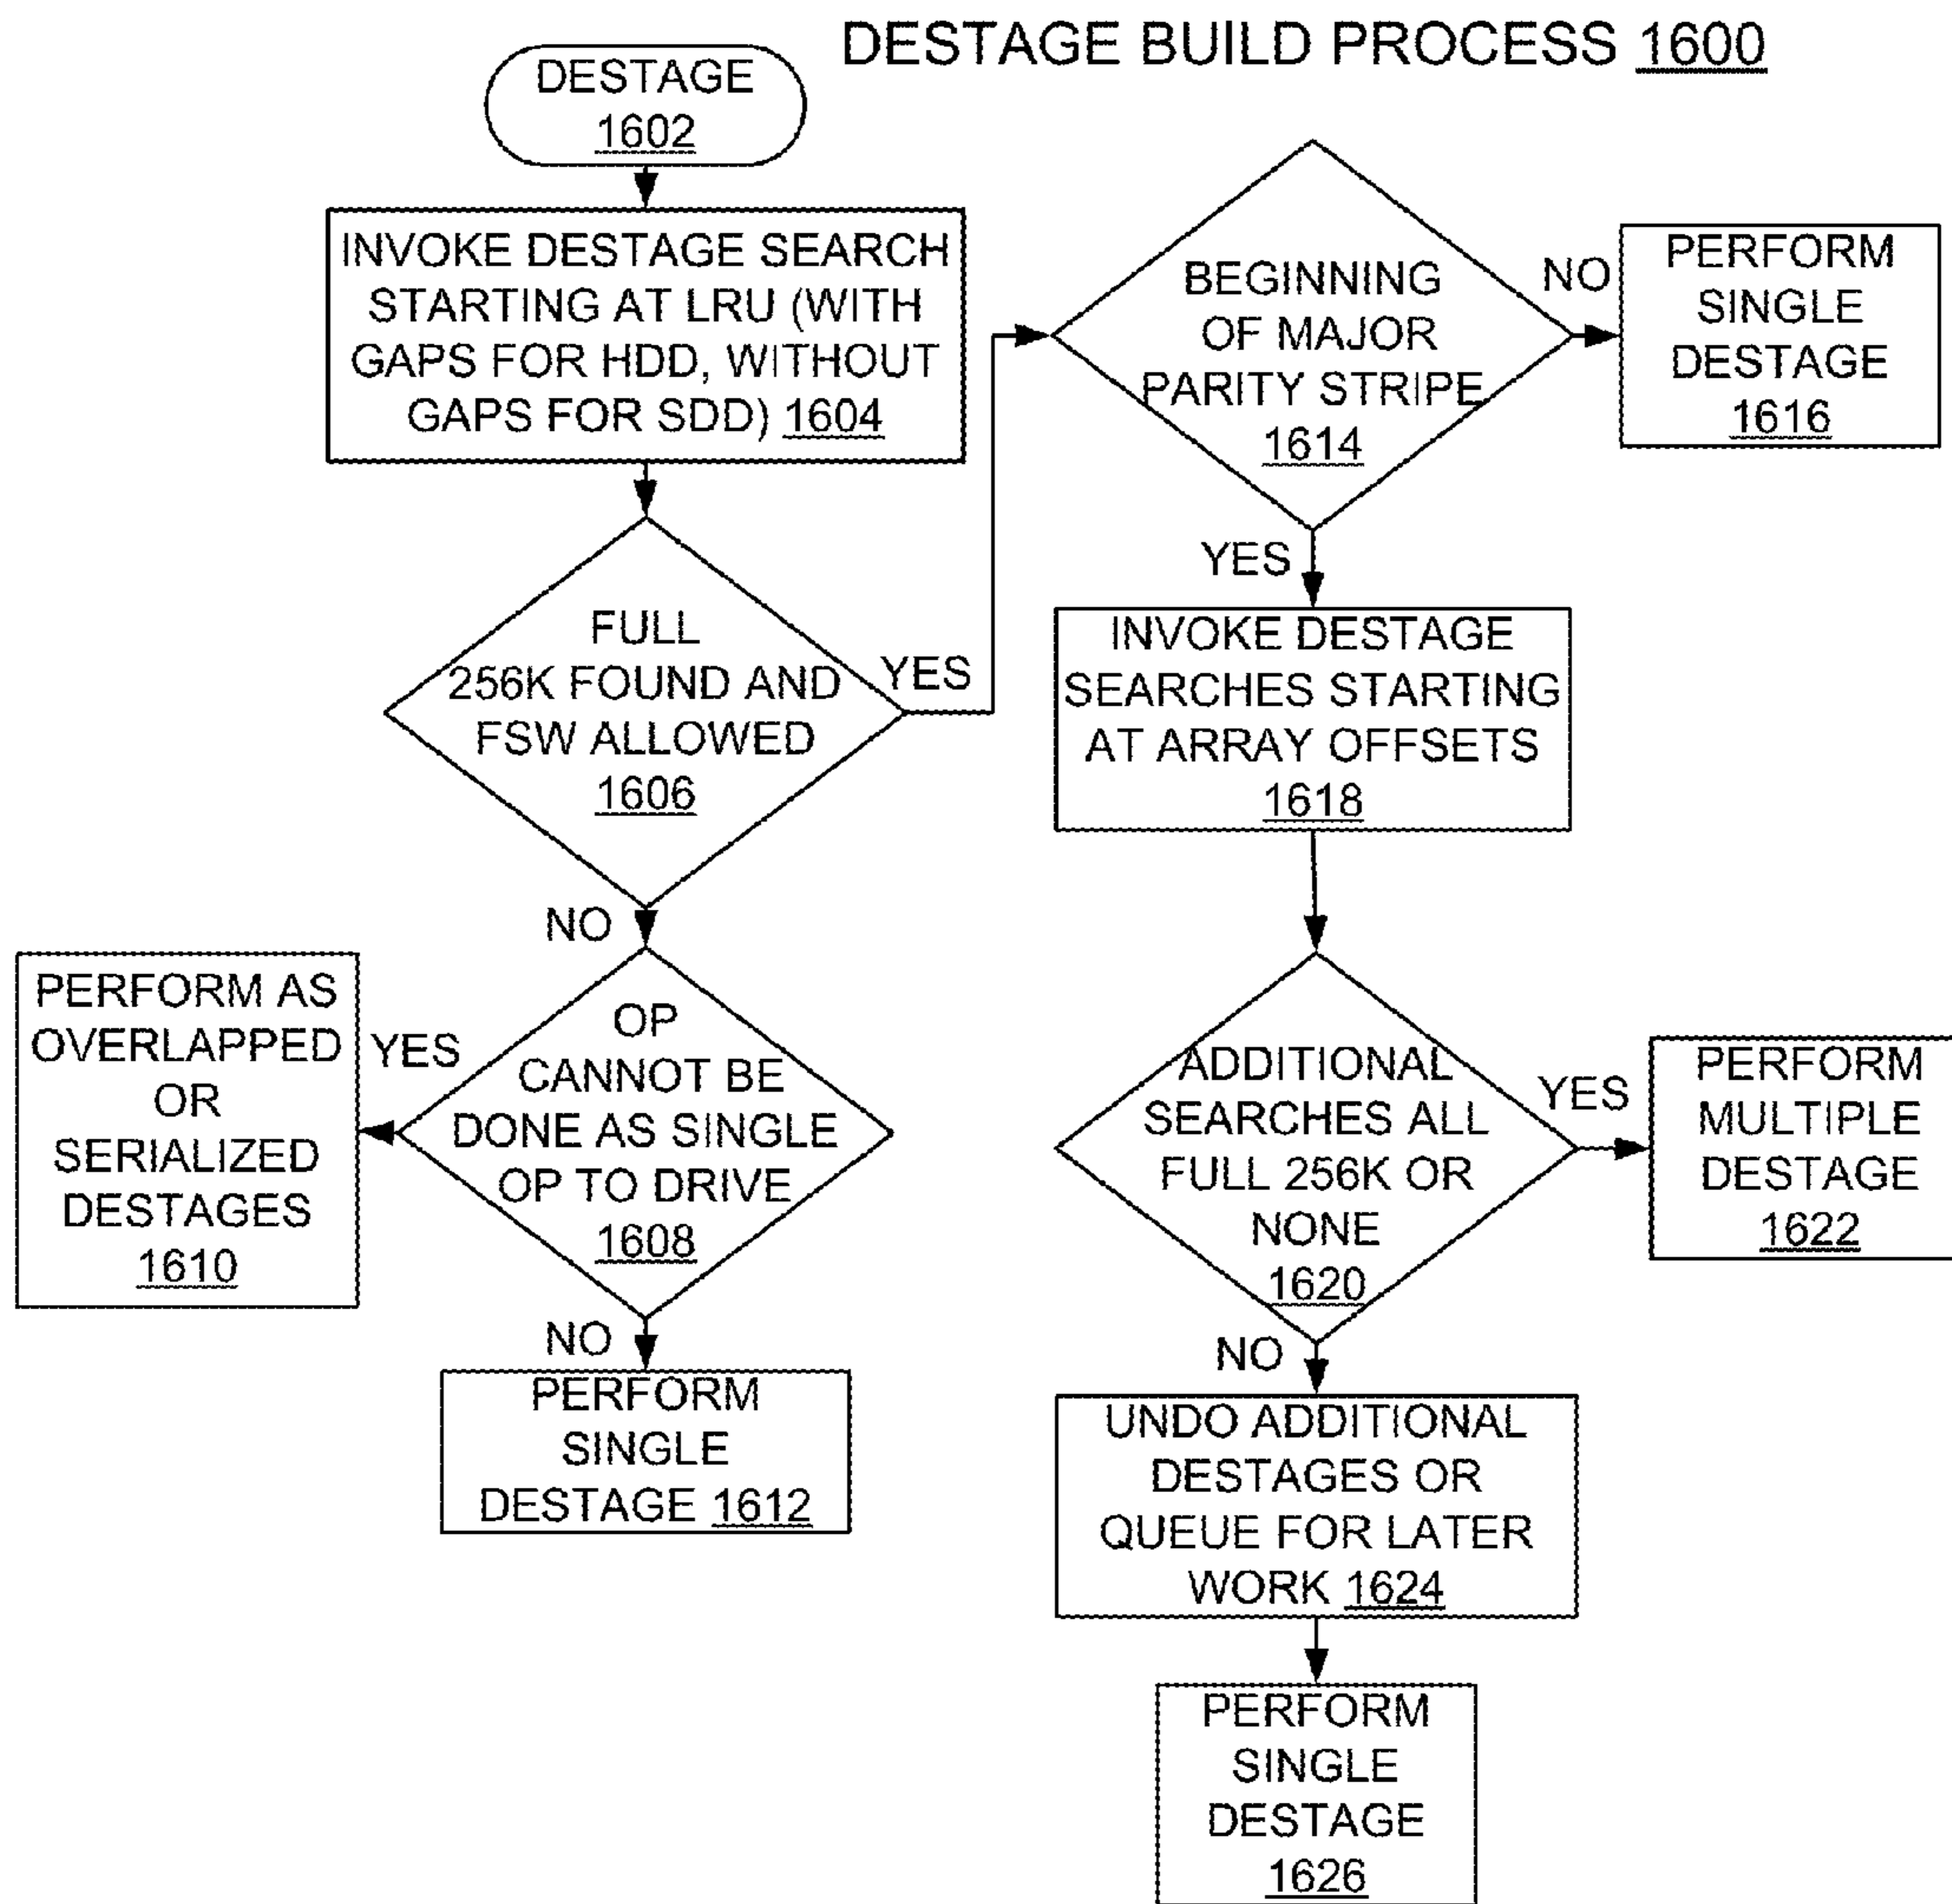 DESTAGE BUILD PROCESS 1600
DESTAGE
1602
INVOKE DESTAGE SEARCH
STARTING AT LRU (WITH
GAPS FOR HDD, WITHOUT
GAPS FOR SDD) 1604
FULL
256K FOUND AND
FSW ALLOWED
1606
YES
NO
OP
CANNOT BE
DONE AS SINGLE
OP TO DRIVE
1608
YES
PERFORM AS
OVERLAPPED
OR
SERIALIZED
DESTAGES
1610
NO
PERFORM
SINGLE
DESTAGE 1612
BEGINNING
OF MAJOR
PARITY STRIPE
1614
NO
PERFORM
SINGLE
DESTAGE
1616
YES
INVOKE DESTAGE
SEARCHES STARTING
AT ARRAY OFFSETS
1618
ADDITIONAL
SEARCHES ALL
FULL 256K OR
NONE
1620
YES
PERFORM
MULTIPLE
DESTAGE
1622
NO
UNDO ADDITIONAL
DESTAGES OR
QUEUE FOR LATER
WORK 1624
PERFORM
SINGLE
DESTAGE
1626